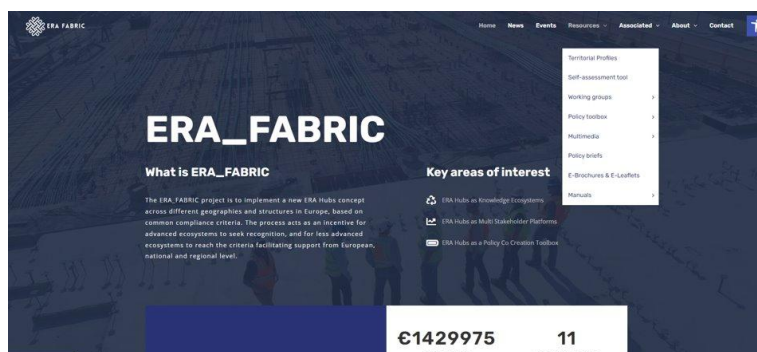 ERA FABRIC
Home News Events Resources Associated About Contact
Territorial Profiles
Self-assessment tool
Working groups
Policy toolbox
Multimedia
Policy briefs
E-Brochures & E-Leaflets
Manuals
ERA_FABRIC
What is ERA_FABRIC
The ERA_FABRIC project is to implement a new ERA Hubs concept
across different geographies and structures in Europe, based on
common compliance criteria. The process acts as an incentive for
advanced ecosystems to seek recognition, and for less advanced
ecosystems to reach the criteria facilitating support from European,
national and regional level.
Key areas of interest
ERA Hubs as Knowledge Ecosystems
ERA Hubs as Multi Stakeholder Platforms
ERA Hubs as a Policy Co Creation Toolbox
€1429975 11